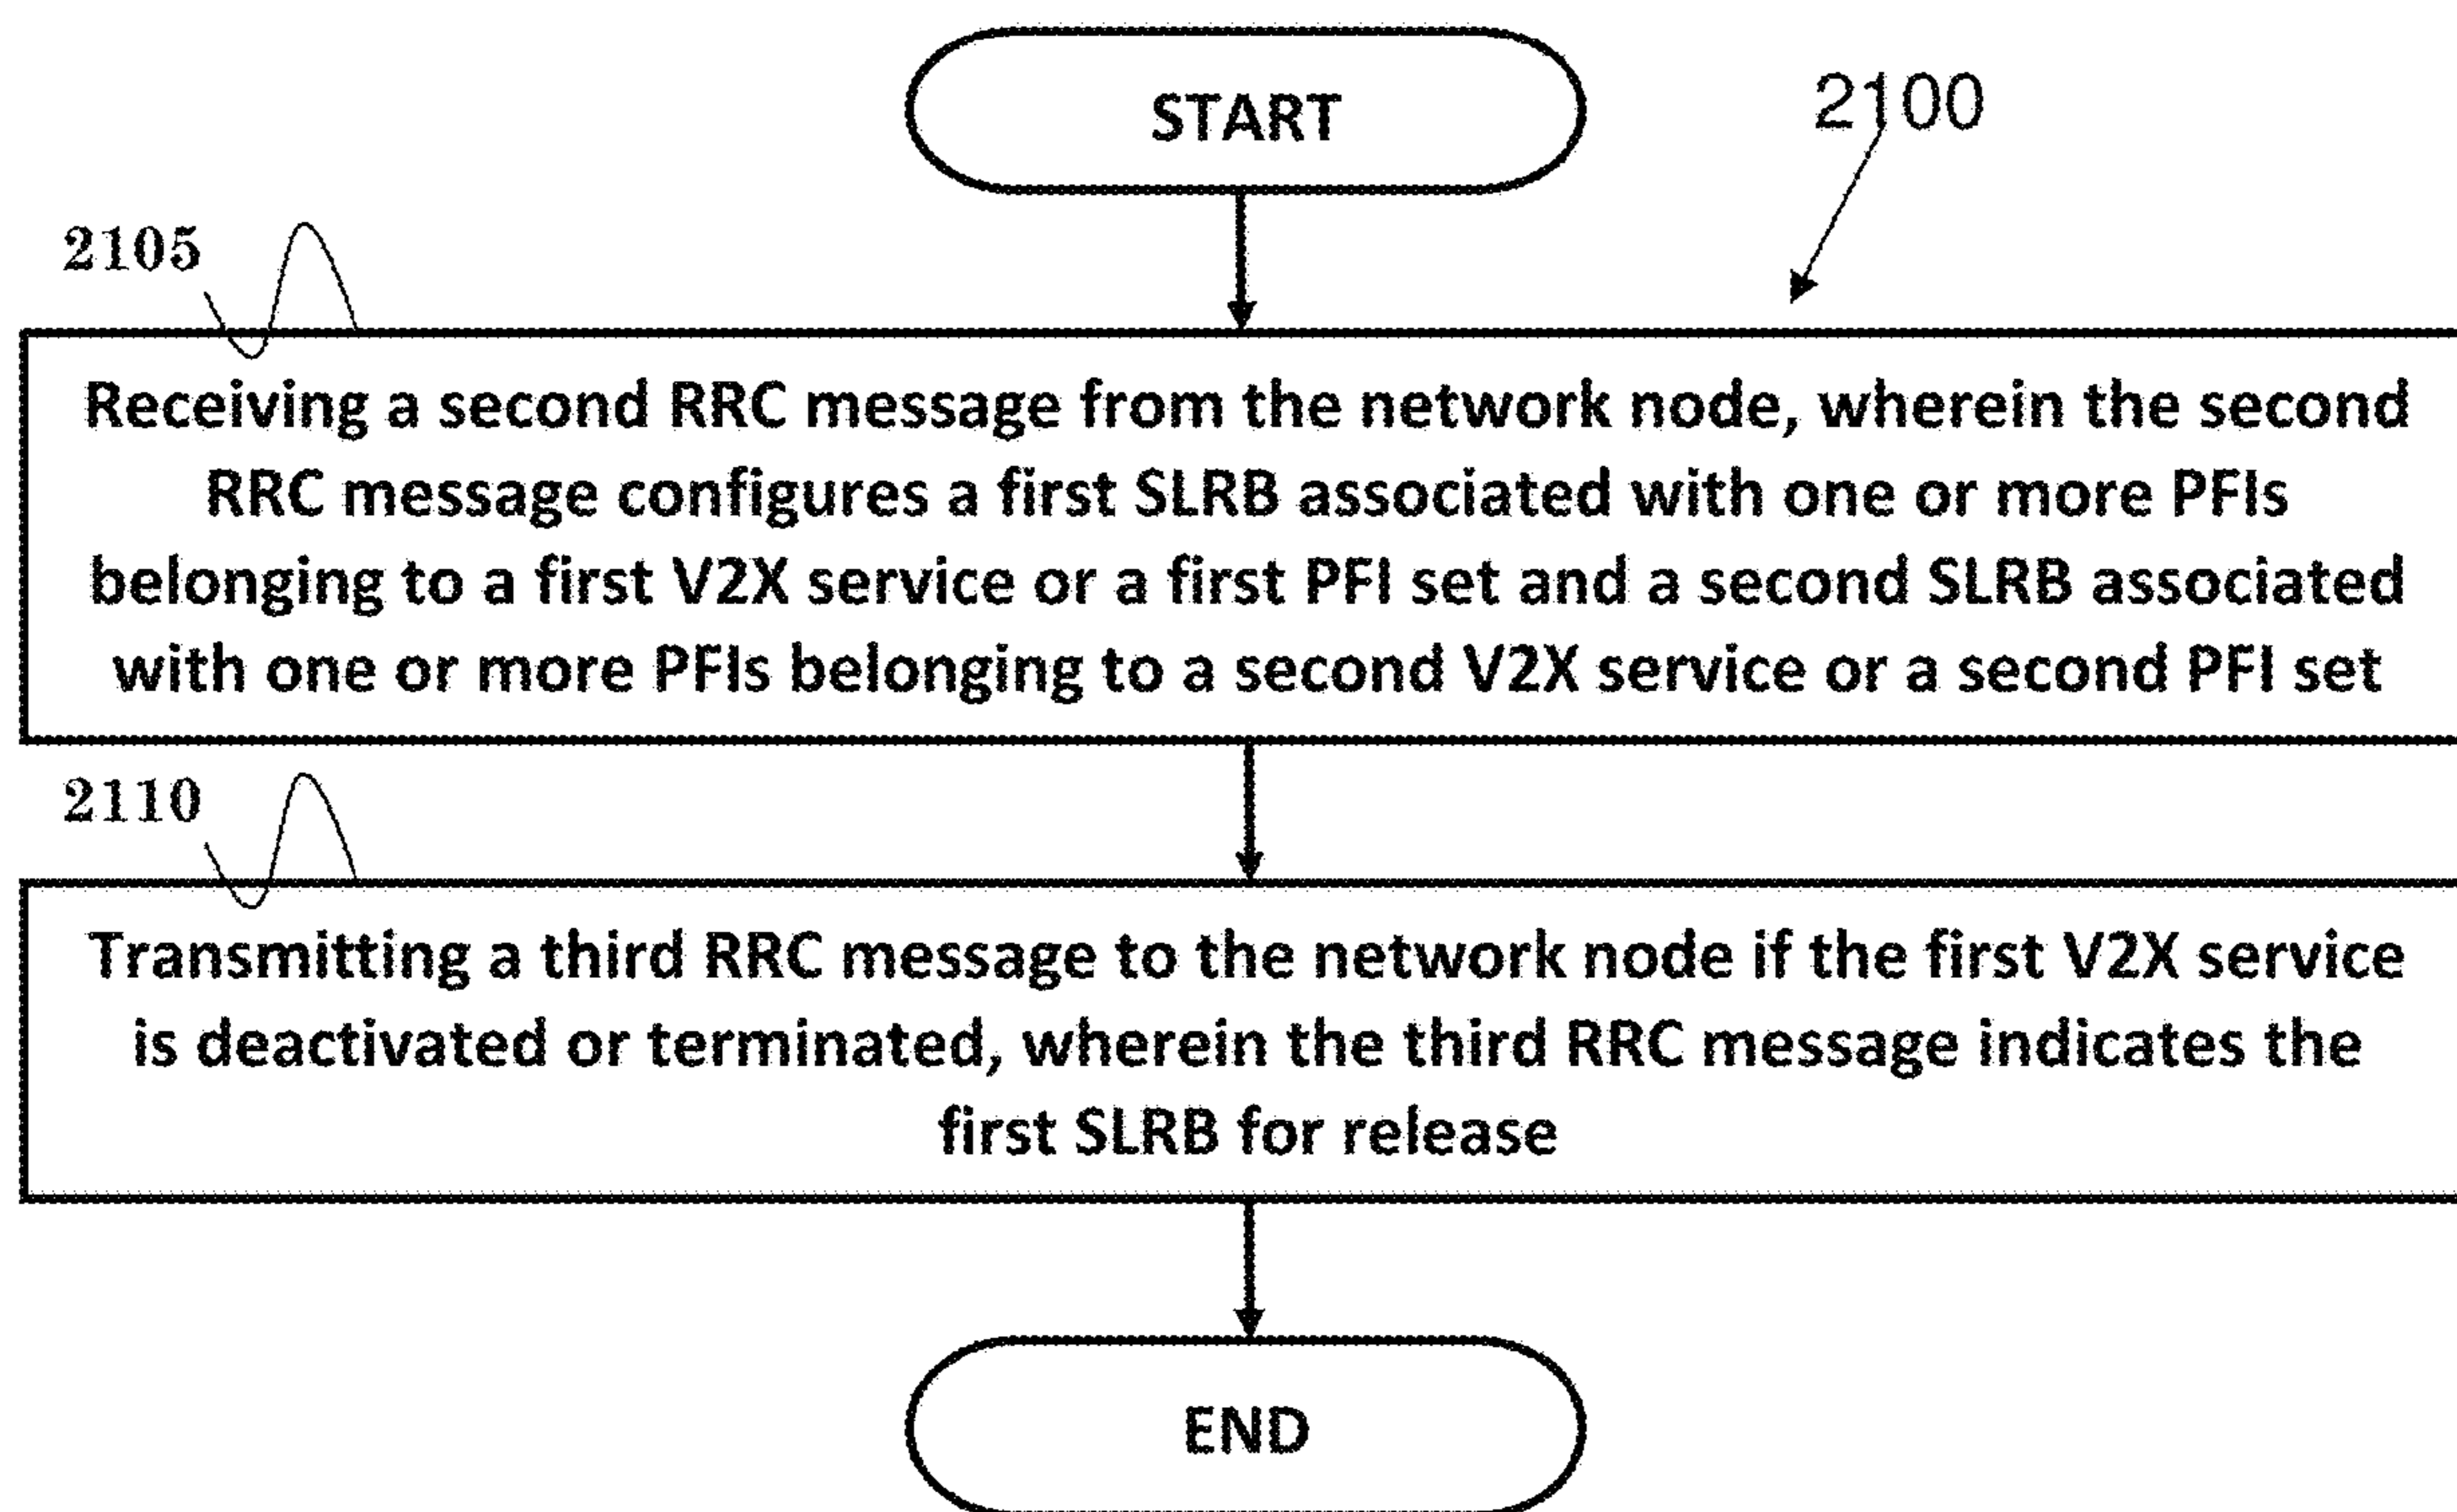 START
2100
2105
Receiving a second RRC message from the network node, wherein the second
RRC message configures a first SLRB associated with one or more PFIs
belonging to a first V2X service or a first PFI set and a second SLRB associated
with one or more PFIs belonging to a second V2X service or a second PFI set
2110
Transmitting a third RRC message to the network node if the first V2X service
is deactivated or terminated, wherein the third RRC message indicates the
first SLRB for release
END